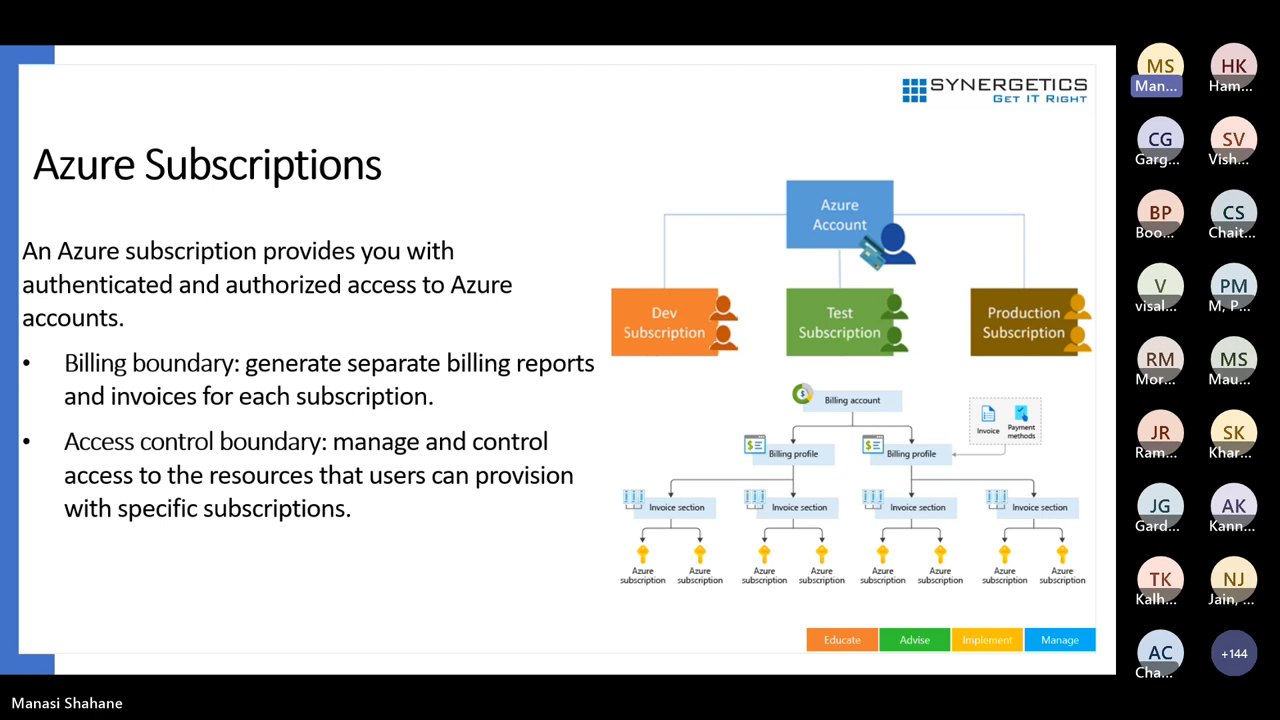 SYNERGETICS
GET IT RIGHT
Azure Subscriptions
An Azure subscription provides you with
authenticated and authorized access to Azure
accounts.
• Billing boundary: generate separate billing reports
and invoices for each subscription.
• Access control boundary: manage and control
access to the resources that users can provision
with specific subscriptions.
Azure
Account
Dev
Subscription
Test
Subscription
Production
Subscription
Billing account
Invoice
Payment
methods
Billing profile
Billing profile
Invoice section
Invoice section
Invoice section
Invoice section
Azure
subscription
Azure
subscription
Azure
subscription
Azure
subscription
Azure
subscription
Azure
subscription
Azure
subscription
Azure
subscription
Educate
Advise
Implement
Manage
MS
Man...
HK
Ham...
CG
Garg...
SV
Vish...
BP
Boo...
CS
Chait...
V
visal...
PM
M, P...
RM
Mor...
MS
Mau...
JR
Ram...
SK
Khar...
JG
Gard...
AK
Kann...
TK
Kalh...
NJ
Jain, ...
AC
Cha...
+144
Manasi Shahane